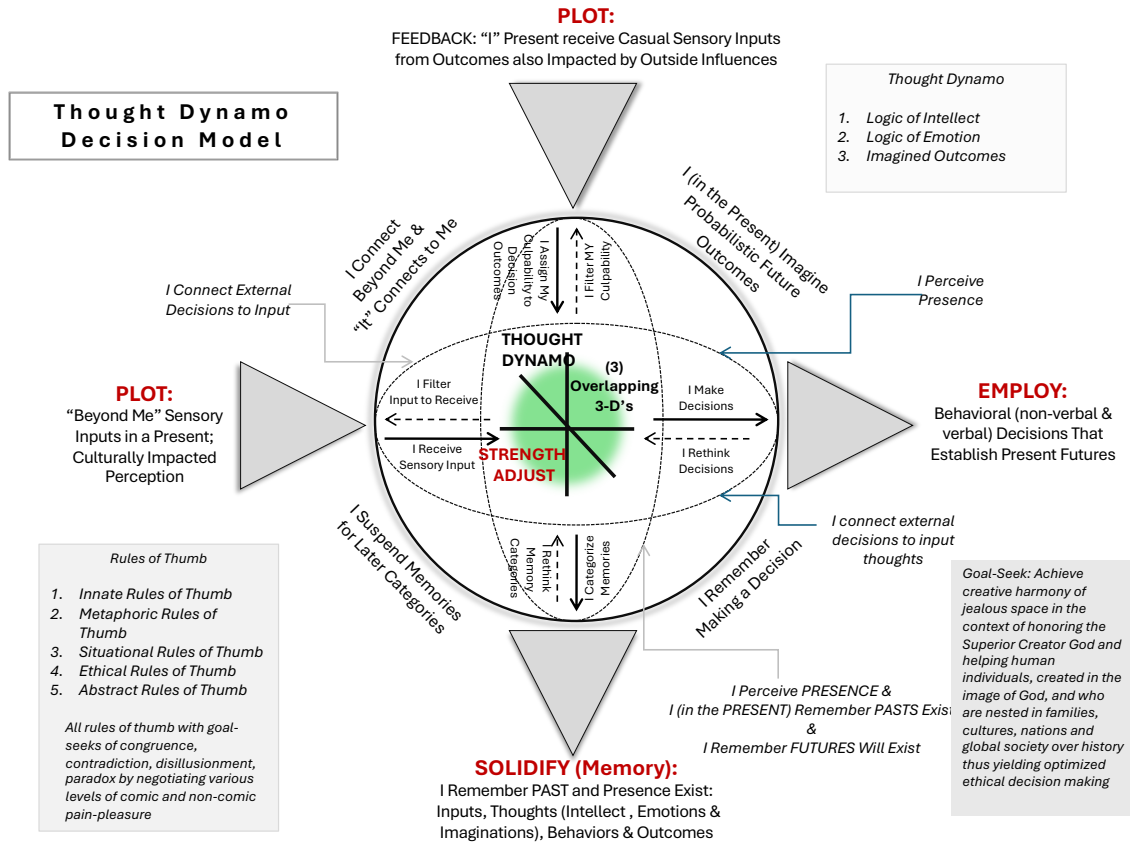 PLOT:
FEEDBACK: “I” Present receive Casual Sensory Inputs
from Outcomes also Impacted by Outside Influences
Thought Dynamo
Decision Model
Thought Dynamo
1. Logic of Intellect
2. Logic of Emotion
3. Imagined Outcomes
I Connect
Beyond Me &
“It” Connects to Me
I (in the Present) Imagine
Probabilistic Future
Outcomes
I Assign My
Culpability to
Decision
Outcomes
I Filter MY
Culpability
I Connect External
Decisions to Input
I Perceive
Presence
THOUGHT
DYNAMO
(3)
Overlapping
3-D's
PLOT:
“Beyond Me” Sensory
Inputs in a Present;
Culturally Impacted
Perception
I Filter
Input to Receive
I Receive
Sensory Input
STRENGTH
ADJUST
I Make
Decisions
I Rethink
Decisions
EMPLOY:
Behavioral (non-verbal &
verbal) Decisions That
Establish Present Futures
I Suspend Memories
for Later Categories
I Rethink
Memory
Categories
I Categorize
Memories
I Remember
Making a Decision
I connect external
decisions to input
thoughts
Rules of Thumb
1. Innate Rules of Thumb
2. Metaphoric Rules of
Thumb
3. Situational Rules of Thumb
4. Ethical Rules of Thumb
5. Abstract Rules of Thumb
All rules of thumb with goal-
seeks of congruence,
contradiction, disillusionment,
paradox by negotiating various
levels of comic and non-comic
pain-pleasure
Goal-Seek: Achieve
creative harmony of
jealous space in the
context of honoring the
Superior Creator God and
helping human
individuals, created in the
image of God, and who
are nested in families,
cultures, nations and
global society over history
thus yielding optimized
ethical decision making
I Perceive PRESENCE &
I (in the PRESENT) Remember PASTS Exist
&
I Remember FUTURES Will Exist
SOLIDIFY (Memory):
I Remember PAST and Presence Exist:
Inputs, Thoughts (Intellect , Emotions &
Imaginations), Behaviors & Outcomes